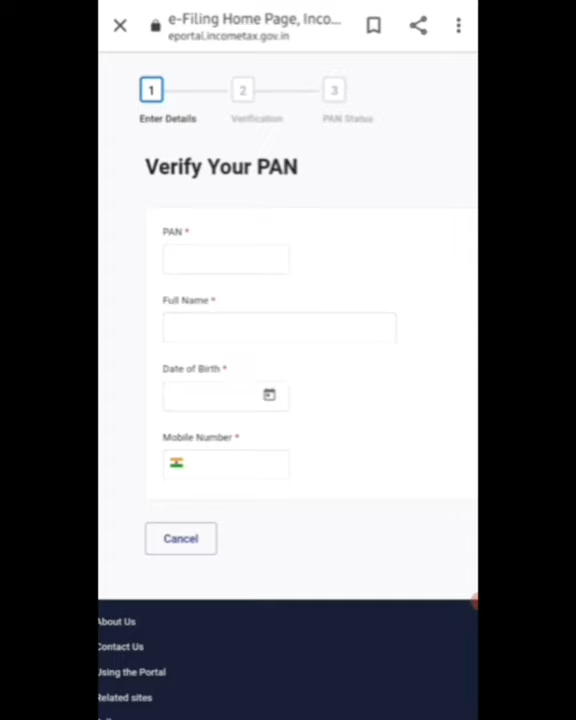 e-Filing Home Page, Inco...
eportal.incometax.gov.in
1 2 3
Enter Details Verification PAN Status
Verify Your PAN
PAN *
Full Name *
Date of Birth *
Mobile Number *
Cancel
About Us
Contact Us
Using the Portal
Related sites